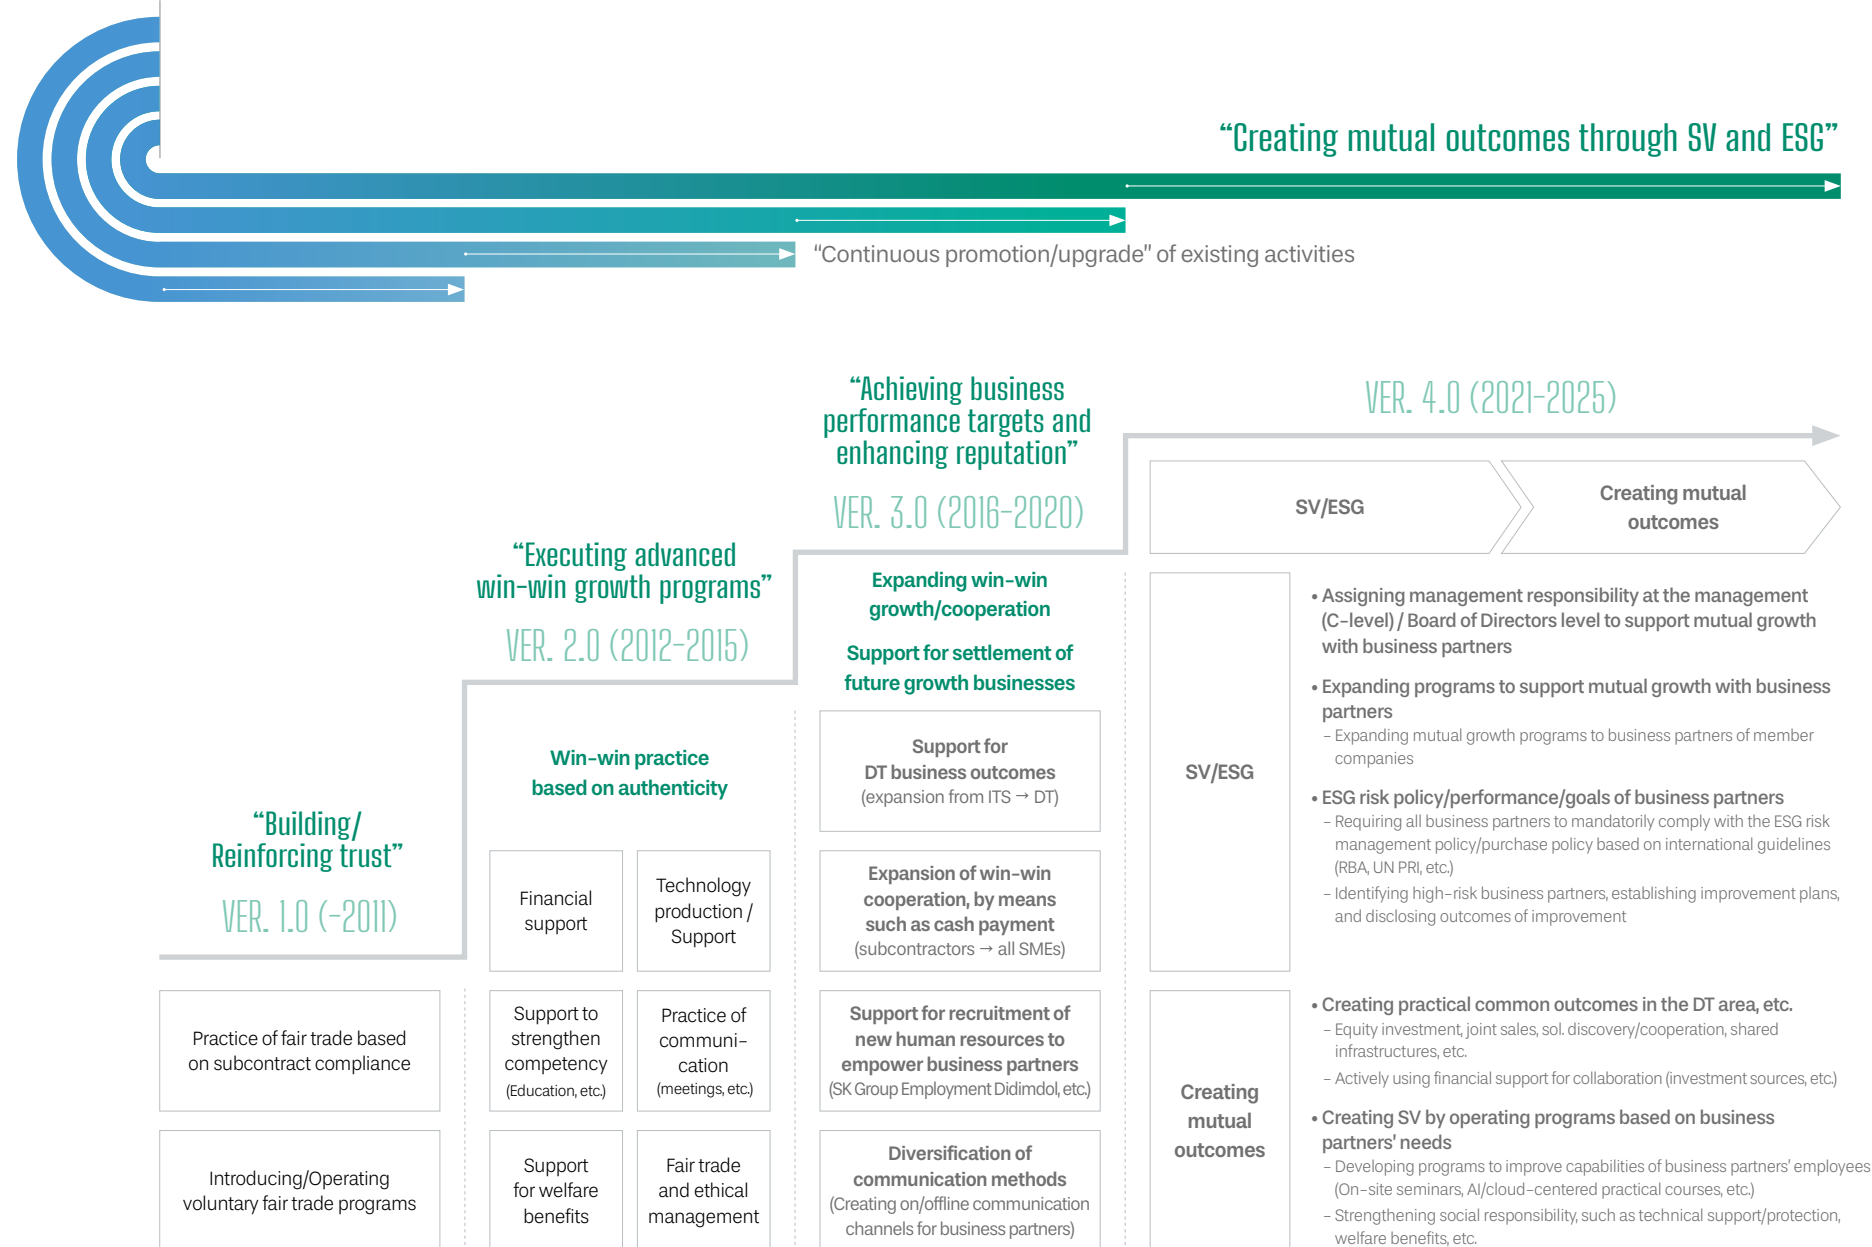 “Creating mutual outcomes through SV and ESG”
“Continuous promotion/upgrade” of existing activities
“Building/
Reinforcing trust”
VER. 1.0 (-2011)
Practice of fair trade based
on subcontract compliance
Introducing/Operating
voluntary fair trade programs
“Executing advanced
win-win growth programs”
VER. 2.0 (2012-2015)
Win-win practice
based on authenticity
Financial
support
Technology
production /
Support
Support to
strengthen
competency
(Education, etc.)
Practice of
communi-
cation
(meetings, etc.)
Support
for welfare
benefits
Fair trade
and ethical
management
“Achieving business
performance targets and
enhancing reputation”
VER. 3.0 (2016-2020)
Expanding win-win
growth/cooperation
Support for settlement of
future growth businesses
Support for
DT business outcomes
(expansion from ITS → DT)
Expansion of win-win
cooperation, by means
such as cash payment
(subcontractors → all SMEs)
Support for recruitment of
new human resources to
empower business partners
(SK Group Employment Didimdol, etc.)
Diversification of
communication methods
(Creating on/offline communication
channels for business partners)
VER. 4.0 (2021-2025)
SV/ESG
Creating mutual
outcomes
SV/ESG
• Assigning management responsibility at the management
(C-level) / Board of Directors level to support mutual growth
with business partners
• Expanding programs to support mutual growth with business
partners
– Expanding mutual growth programs to business partners of member
companies
• ESG risk policy/performance/goals of business partners
– Requiring all business partners to mandatorily comply with the ESG risk
management policy/purchase policy based on international guidelines
(RBA, UN PRI, etc.)
– Identifying high-risk business partners, establishing improvement plans,
and disclosing outcomes of improvement
Creating
mutual
outcomes
• Creating practical common outcomes in the DT area, etc.
– Equity investment, joint sales, sol. discovery/cooperation, shared
infrastructures, etc.
– Actively using financial support for collaboration (investment sources, etc.)
• Creating SV by operating programs based on business
partners’ needs
– Developing programs to improve capabilities of business partners’ employees
(On-site seminars, AI/cloud-centered practical courses, etc.)
– Strengthening social responsibility, such as technical support/protection,
welfare benefits, etc.